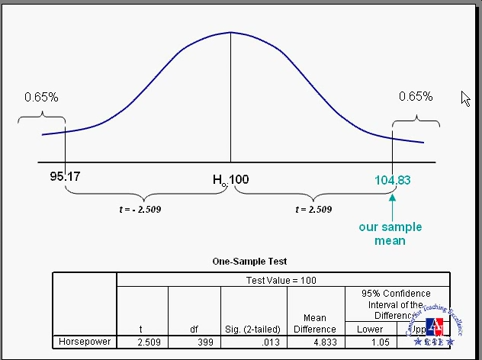 0.65%
0.65%
95.17
Ho:100
104.83
t = - 2.509
t = 2.509
our sample
mean
One-Sample Test
Test Value = 100
95% Confidence
Interval of the
Difference
t
df
Sig. (2-tailed)
Mean
Difference
Lower
Horsepower
2.509
399
.013
4.833
1.05